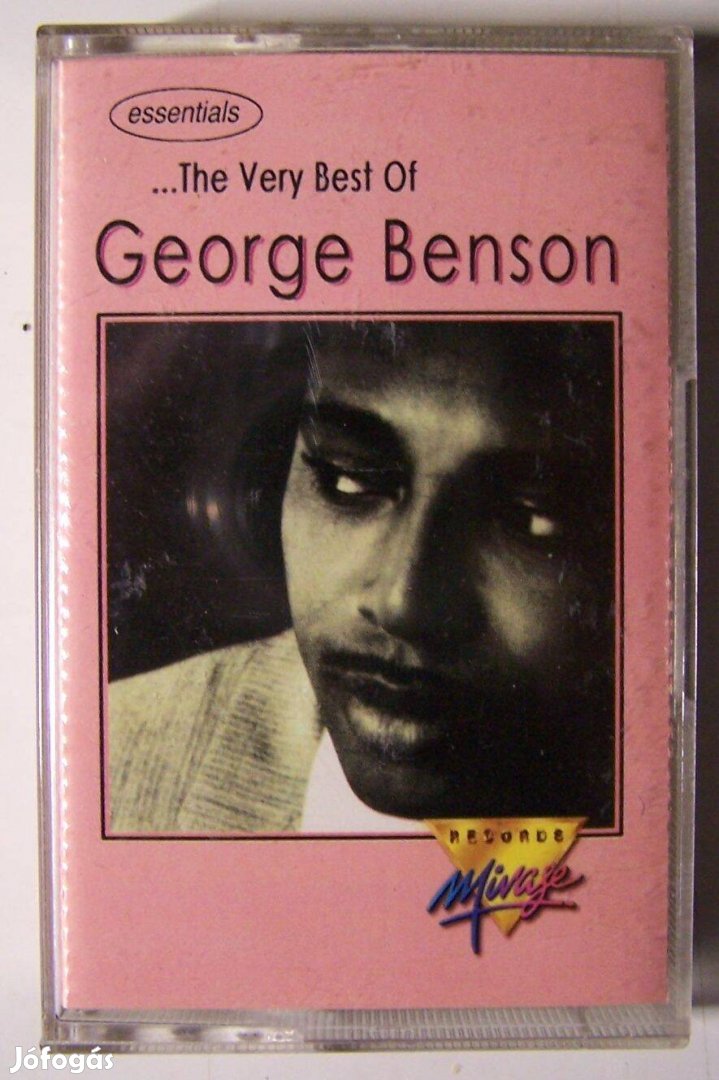 essentials
...The Very Best Of
George Benson
RECORDS
Mirage
Jófogás